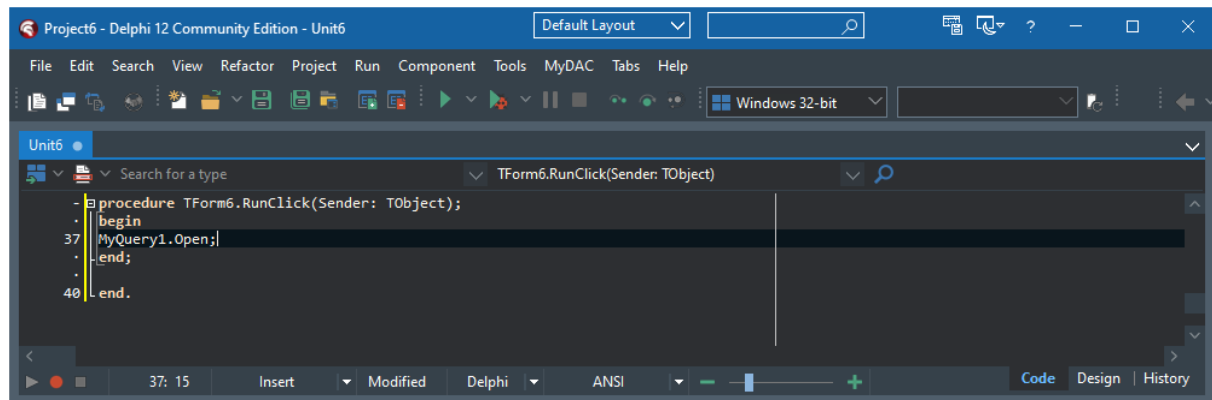 Project6 - Delphi 12 Community Edition - Unit6 Default Layout ?
File Edit Search View Refactor Project Run Component Tools MyDAC Tabs Help
Windows 32-bit
Unit6
Search for a type TForm6.RunClick(Sender: TObject)
procedure TForm6.RunClick(Sender: TObject);
begin
37 MyQuery1.Open;
end;
40 end.
37: 15 Insert Modified Delphi ANSI Code Design History